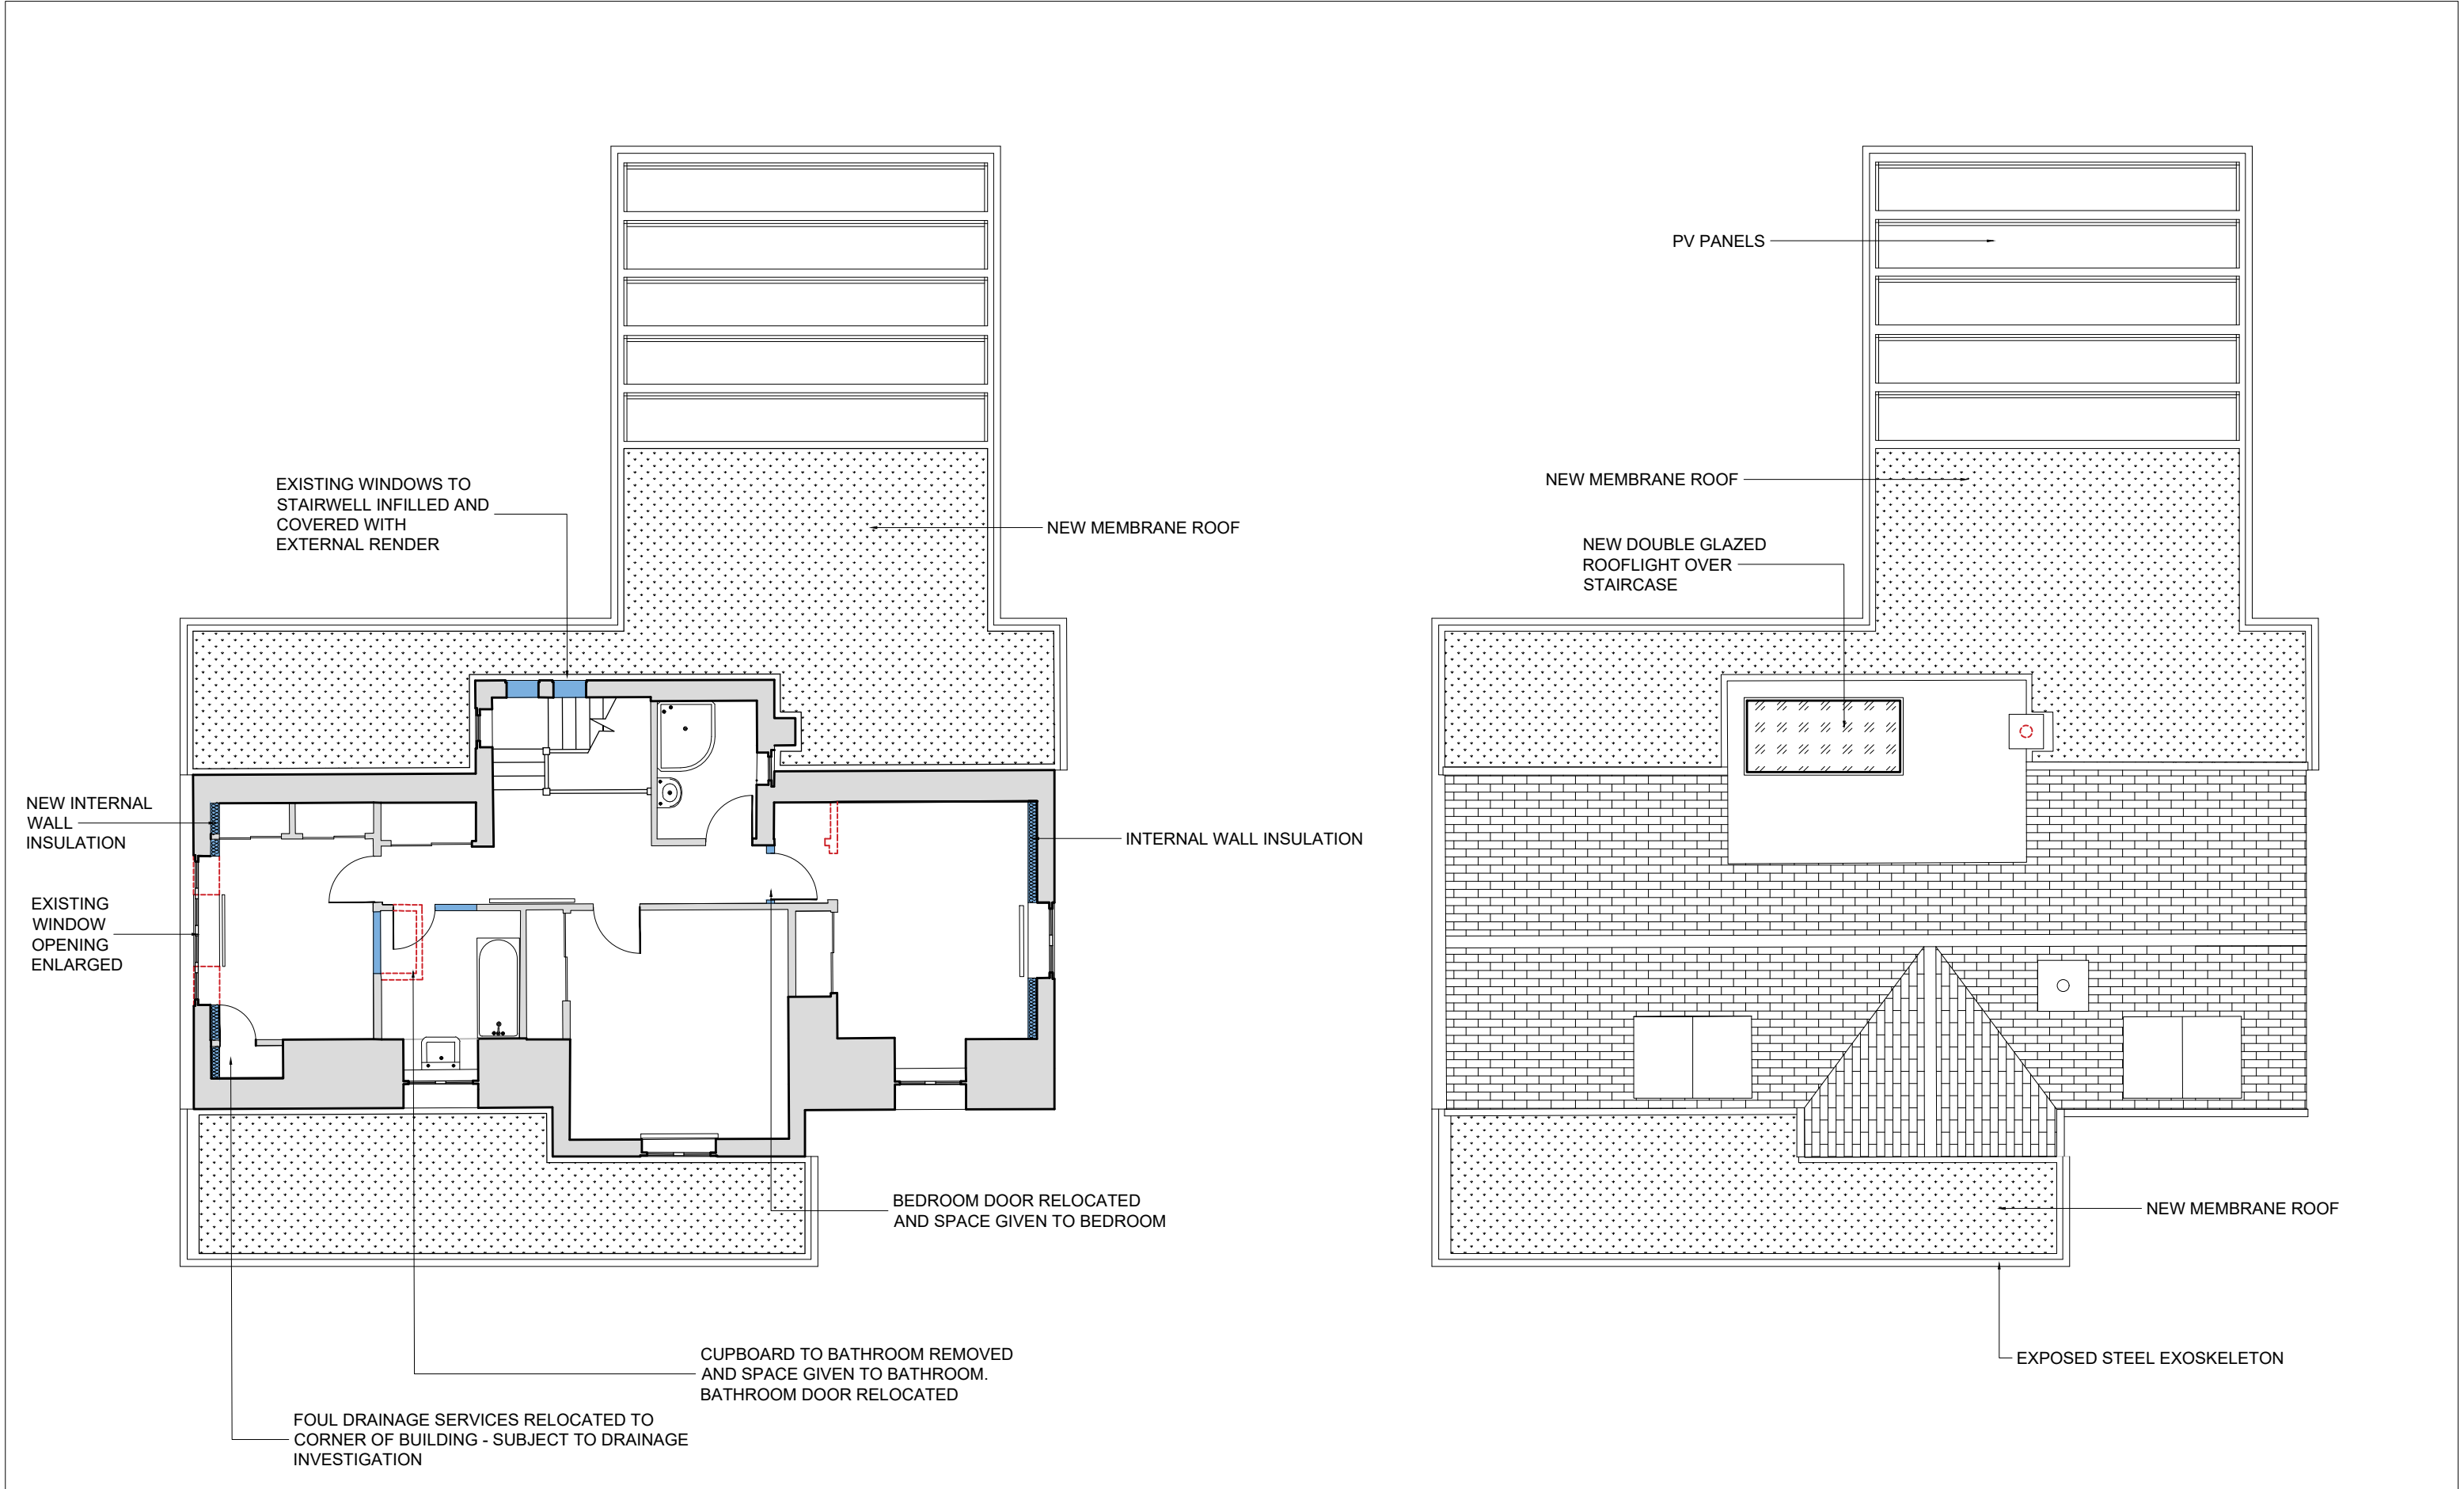 EXISTING WINDOWS TO
STAIRWELL INFILLED AND
COVERED WITH
EXTERNAL RENDER
NEW MEMBRANE ROOF
NEW INTERNAL
WALL
INSULATION
INTERNAL WALL INSULATION
EXISTING
WINDOW
OPENING
ENLARGED
BEDROOM DOOR RELOCATED
AND SPACE GIVEN TO BEDROOM
CUPBOARD TO BATHROOM REMOVED
AND SPACE GIVEN TO BATHROOM.
BATHROOM DOOR RELOCATED
FOUL DRAINAGE SERVICES RELOCATED TO
CORNER OF BUILDING - SUBJECT TO DRAINAGE
INVESTIGATION
PV PANELS
NEW MEMBRANE ROOF
NEW DOUBLE GLAZED
ROOFLIGHT OVER
STAIRCASE
NEW MEMBRANE ROOF
EXPOSED STEEL EXOSKELETON